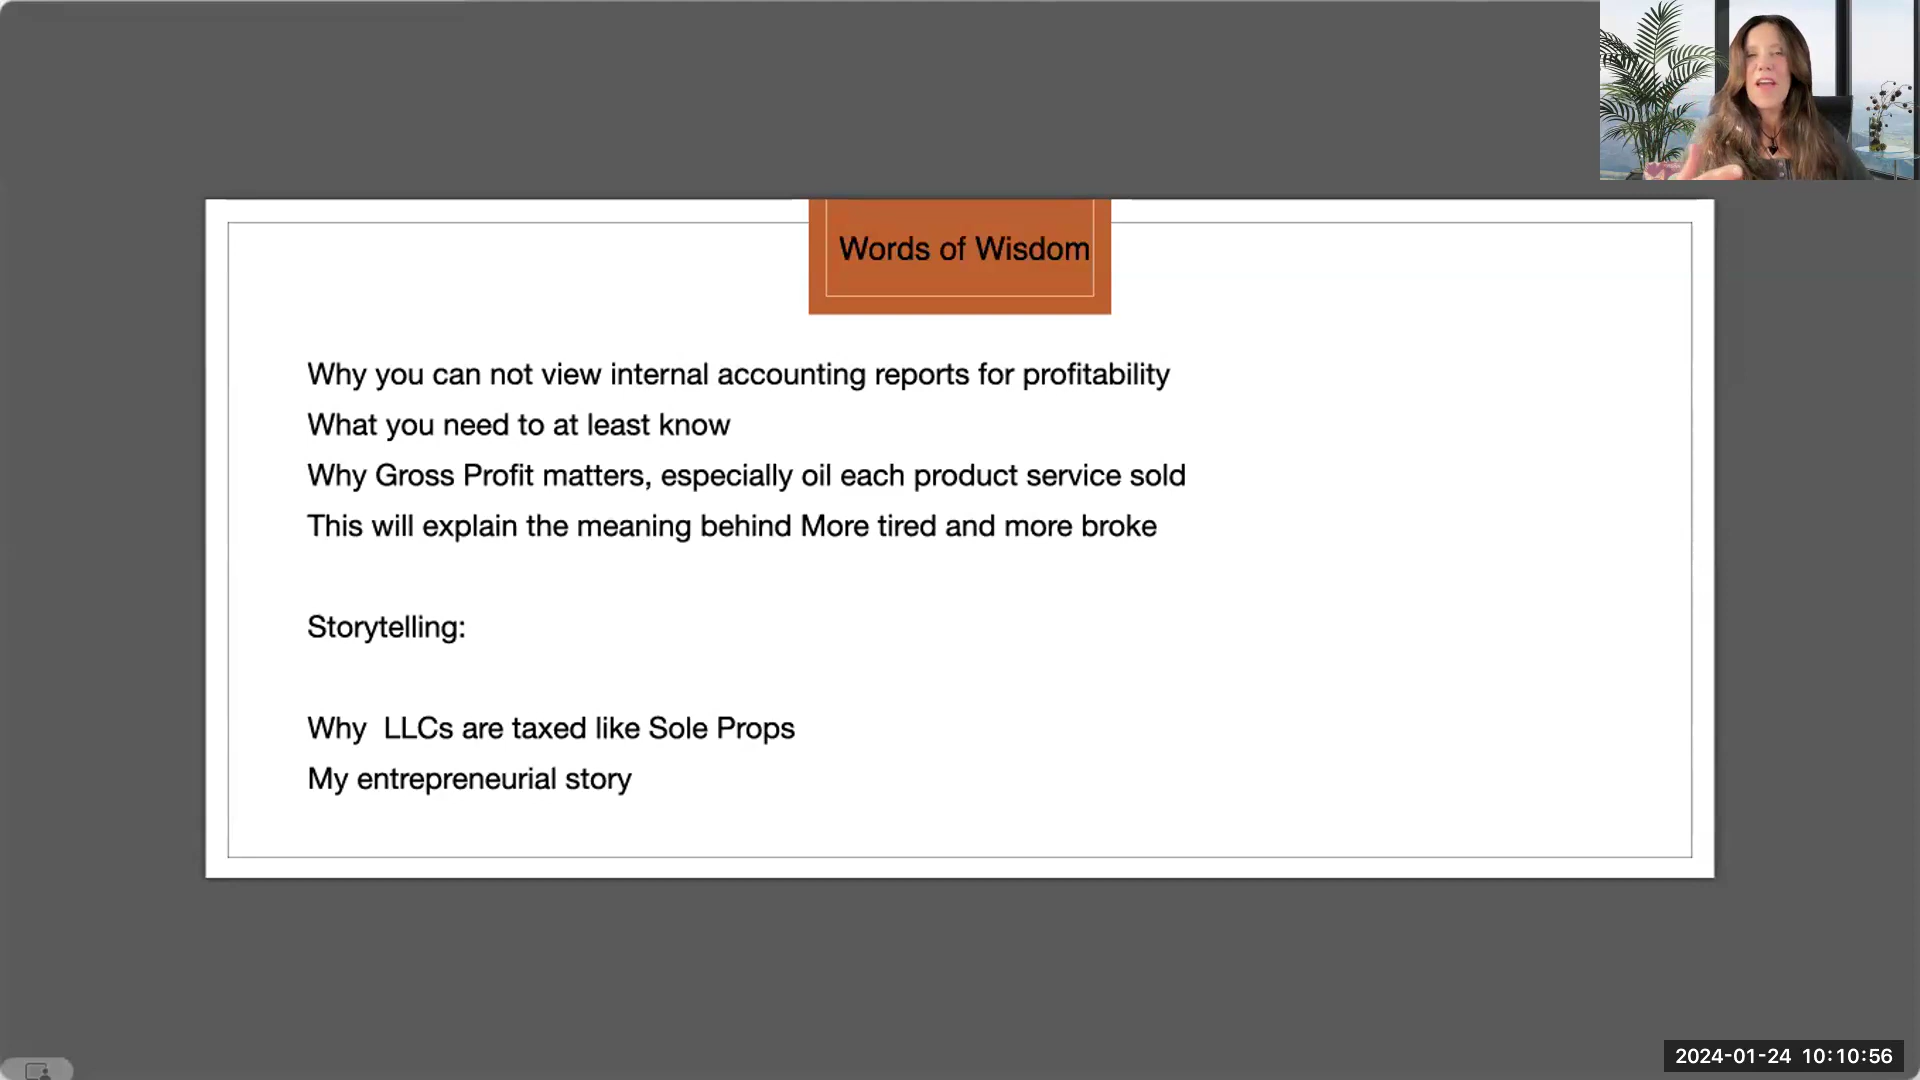 Words of Wisdom
Why you can not view internal accounting reports for profitability
What you need to at least know
Why Gross Profit matters, especially oil each product service sold
This will explain the meaning behind More tired and more broke
Storytelling:
Why  LLCs are taxed like Sole Props
My entrepreneurial story
2024-01-24 10:10:56